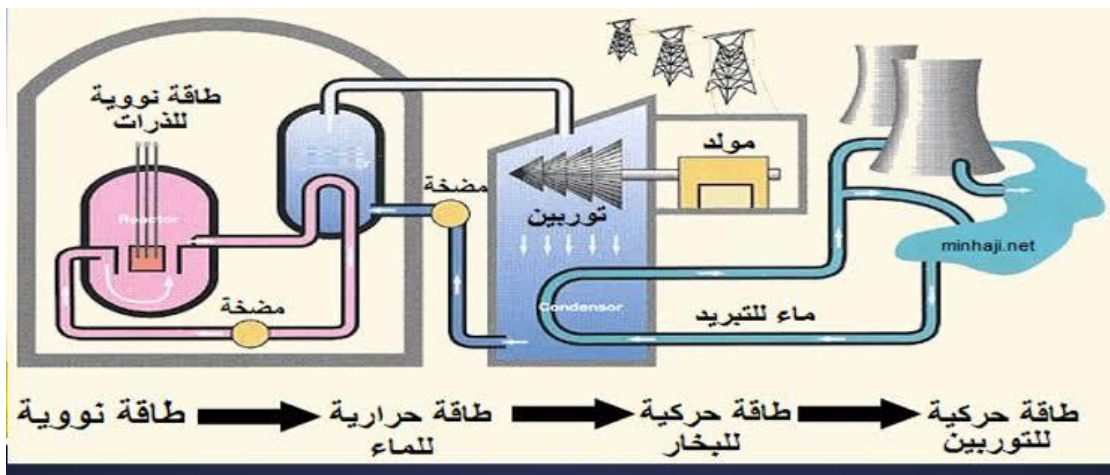 طاقة نووية
للذرات
Reactor
مضخة
مضخة
مولد
توربين
Condensor
ماء للتبريد
minhaji.net
طاقة نووية
طاقة حرارية
للماء
طاقة حركية
للبخار
طاقة حركية
للتوربين